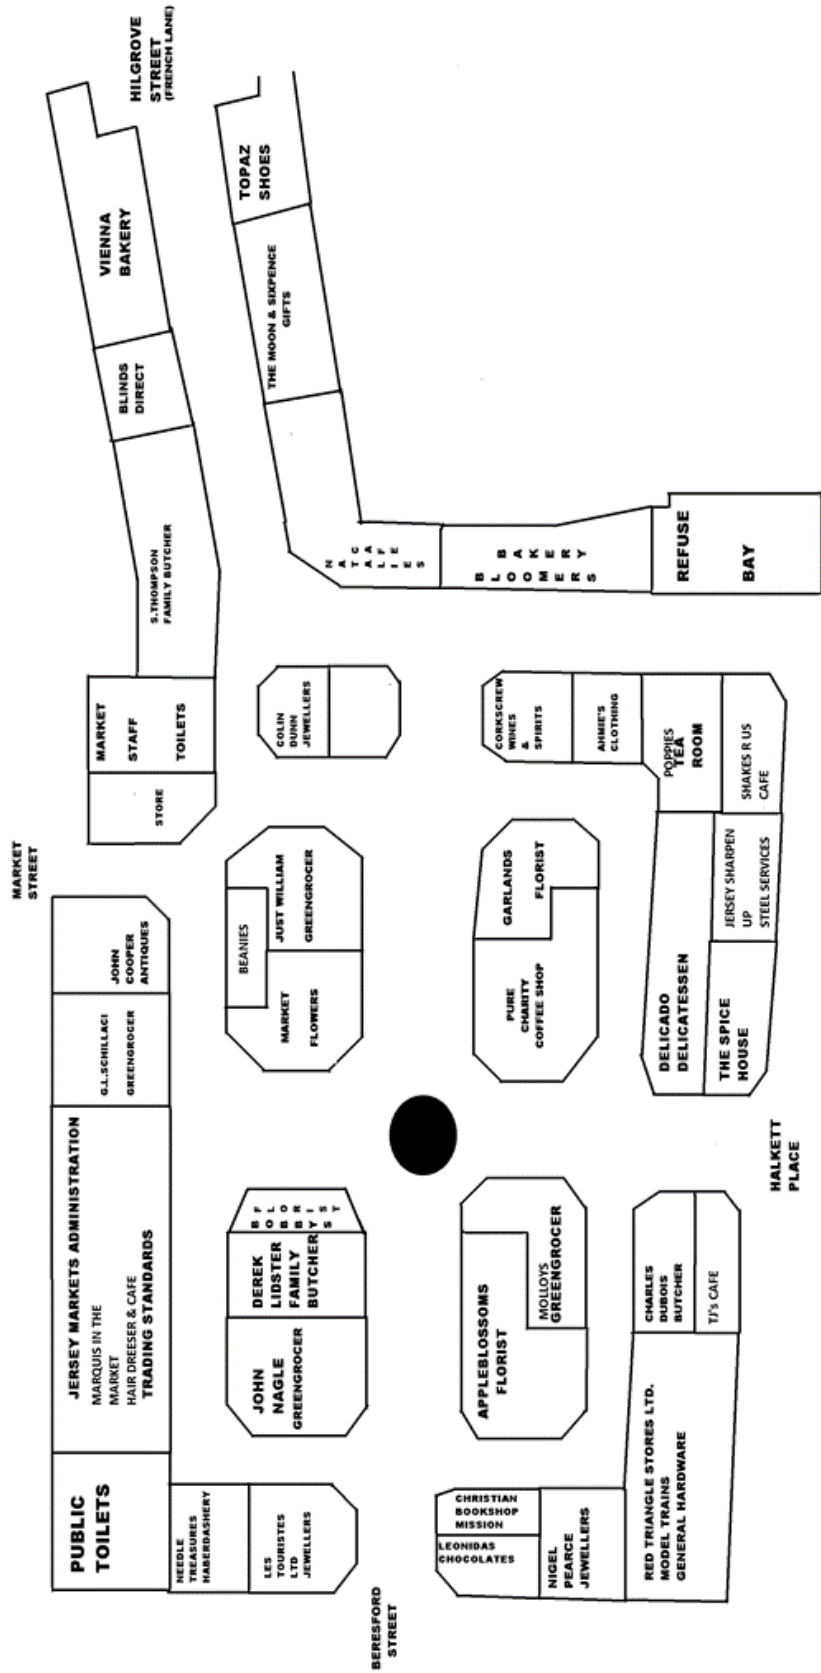 MARKET
STREET
HILGROVE
STREET
(FRENCH LANE)
PUBLIC
TOILETS
JERSEY MARKETS ADMINISTRATION
MARQUIS IN THE
MARKET
HAIR DREESER & CAFE
TRADING STANDARDS
G.L.SCHILLACI
GREENGROCER
JOHN
COOPER
ANTIQUES
STORE
MARKET
STAFF
TOILETS
S.THOMPSON
FAMILY BUTCHER
BLINDS
DIRECT
VIENNA
BAKERY
NEEDLE
TREASURES
HABERDASHERY
LES
TOURISTES
LTD
JEWELLERS
JOHN
NAGLE
GREENGROCER
DEREK
LIDSTER
FAMILY
BUTCHER
BOBBYS
FLORIST
MARKET
FLOWERS
BEANIES
JUST WILLIAM
GREENGROCER
COLIN
DUNN
JEWELLERS
THE MOON & SIXPENCE
GIFTS
TOPAZ
SHOES
NATALIES
CAFE
BERESFORD
STREET
LEONIDAS
CHOCOLATES
CHRISTIAN
BOOKSHOP
MISSION
NIGEL
PEARCE
JEWELLERS
APPLEBLOSSOMS
FLORIST
MOLLOYS
GREENGROCER
PURE
CHARITY
COFFEE SHOP
GARLANDS
FLORIST
CORKSCREW
WINES
&
SPIRITS
AHMIE'S
CLOTHING
BLOOMERS
BAKERY
RED TRIANGLE STORES LTD.
MODEL TRAINS
GENERAL HARDWARE
CHARLES
DUBOIS
BUTCHER
TJ's CAFE
DELICADO
DELICATESSEN
THE SPICE
HOUSE
JERSEY SHARPEN
UP
STEEL SERVICES
POPPIES
TEA
ROOM
SHAKES R US
CAFE
REFUSE
BAY
HALKETT
PLACE